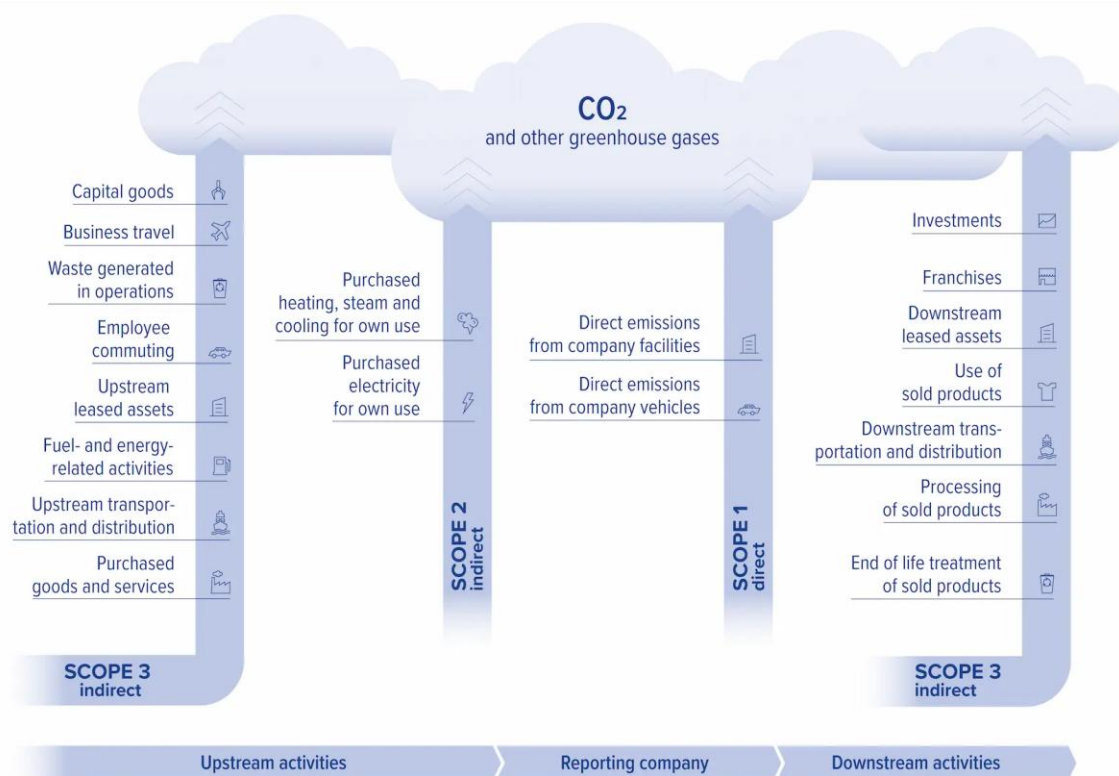 CO₂
and other greenhouse gases
Capital goods
Business travel
Waste generated
in operations
Employee
commuting
Upstream
leased assets
Fuel- and energy-
related activities
Upstream transpor-
tation and distribution
Purchased
goods and services
SCOPE 3
indirect
Purchased
heating, steam and
cooling for own use
Purchased
electricity
for own use
SCOPE 2
indirect
Direct emissions
from company facilities
Direct emissions
from company vehicles
SCOPE 1
direct
Investments
Franchises
Downstream
leased assets
Use of
sold products
Downstream trans-
portation and distribution
Processing
of sold products
End of life treatment
of sold products
SCOPE 3
indirect
Upstream activities
Reporting company
Downstream activities